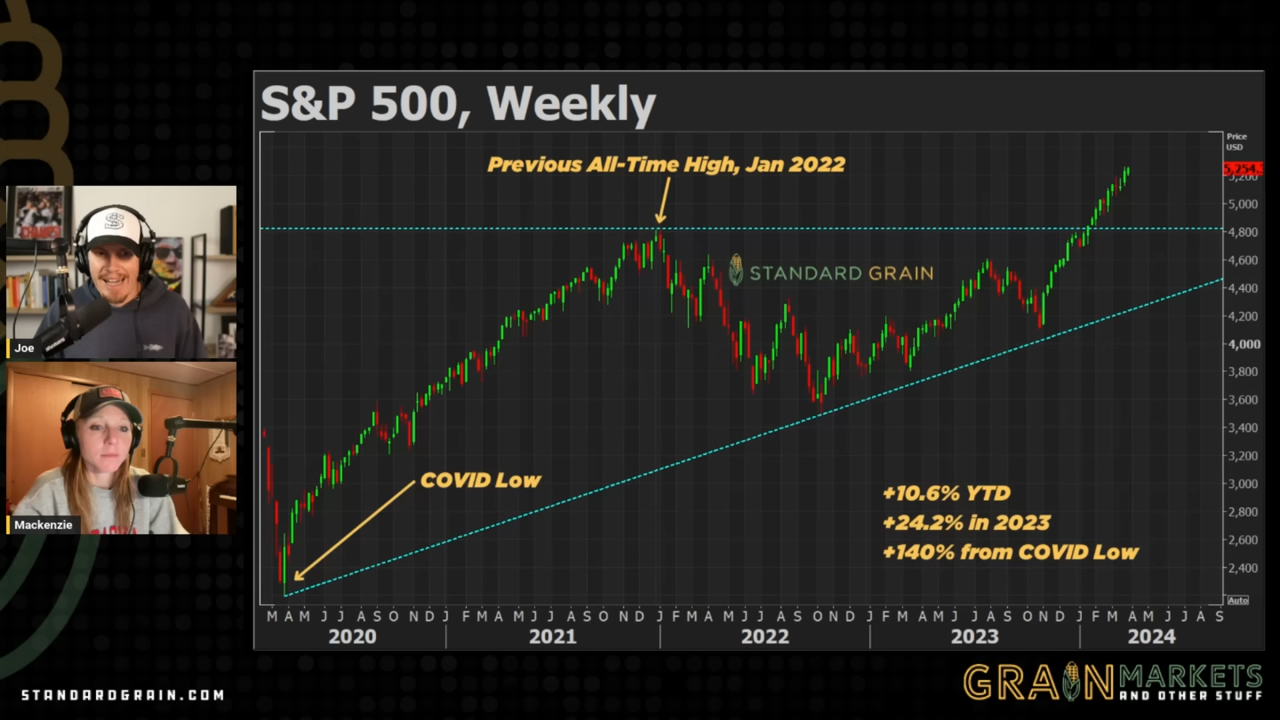 S&P 500, Weekly
Price
USD
Previous All-Time High, Jan 2022
5,254.
5,200
5,000
4,800
4,600
STANDARD GRAIN
4,400
4,200
4,000
3,800
3,600
3,400
3,200
3,000
2,800
2,600
2,400
Auto
COVID Low
+10.6% YTD
+24.2% in 2023
+140% from COVID Low
M A M J J A S O N D J F M A M J J A S O N D J F M A M J J A S O N D J F M A M J J A S O N D J F M A M J J A S
2020 2021 2022 2023 2024
Joe
Mackenzie
STANDARDGRAIN.COM
GRAIN MARKETS
AND OTHER STUFF